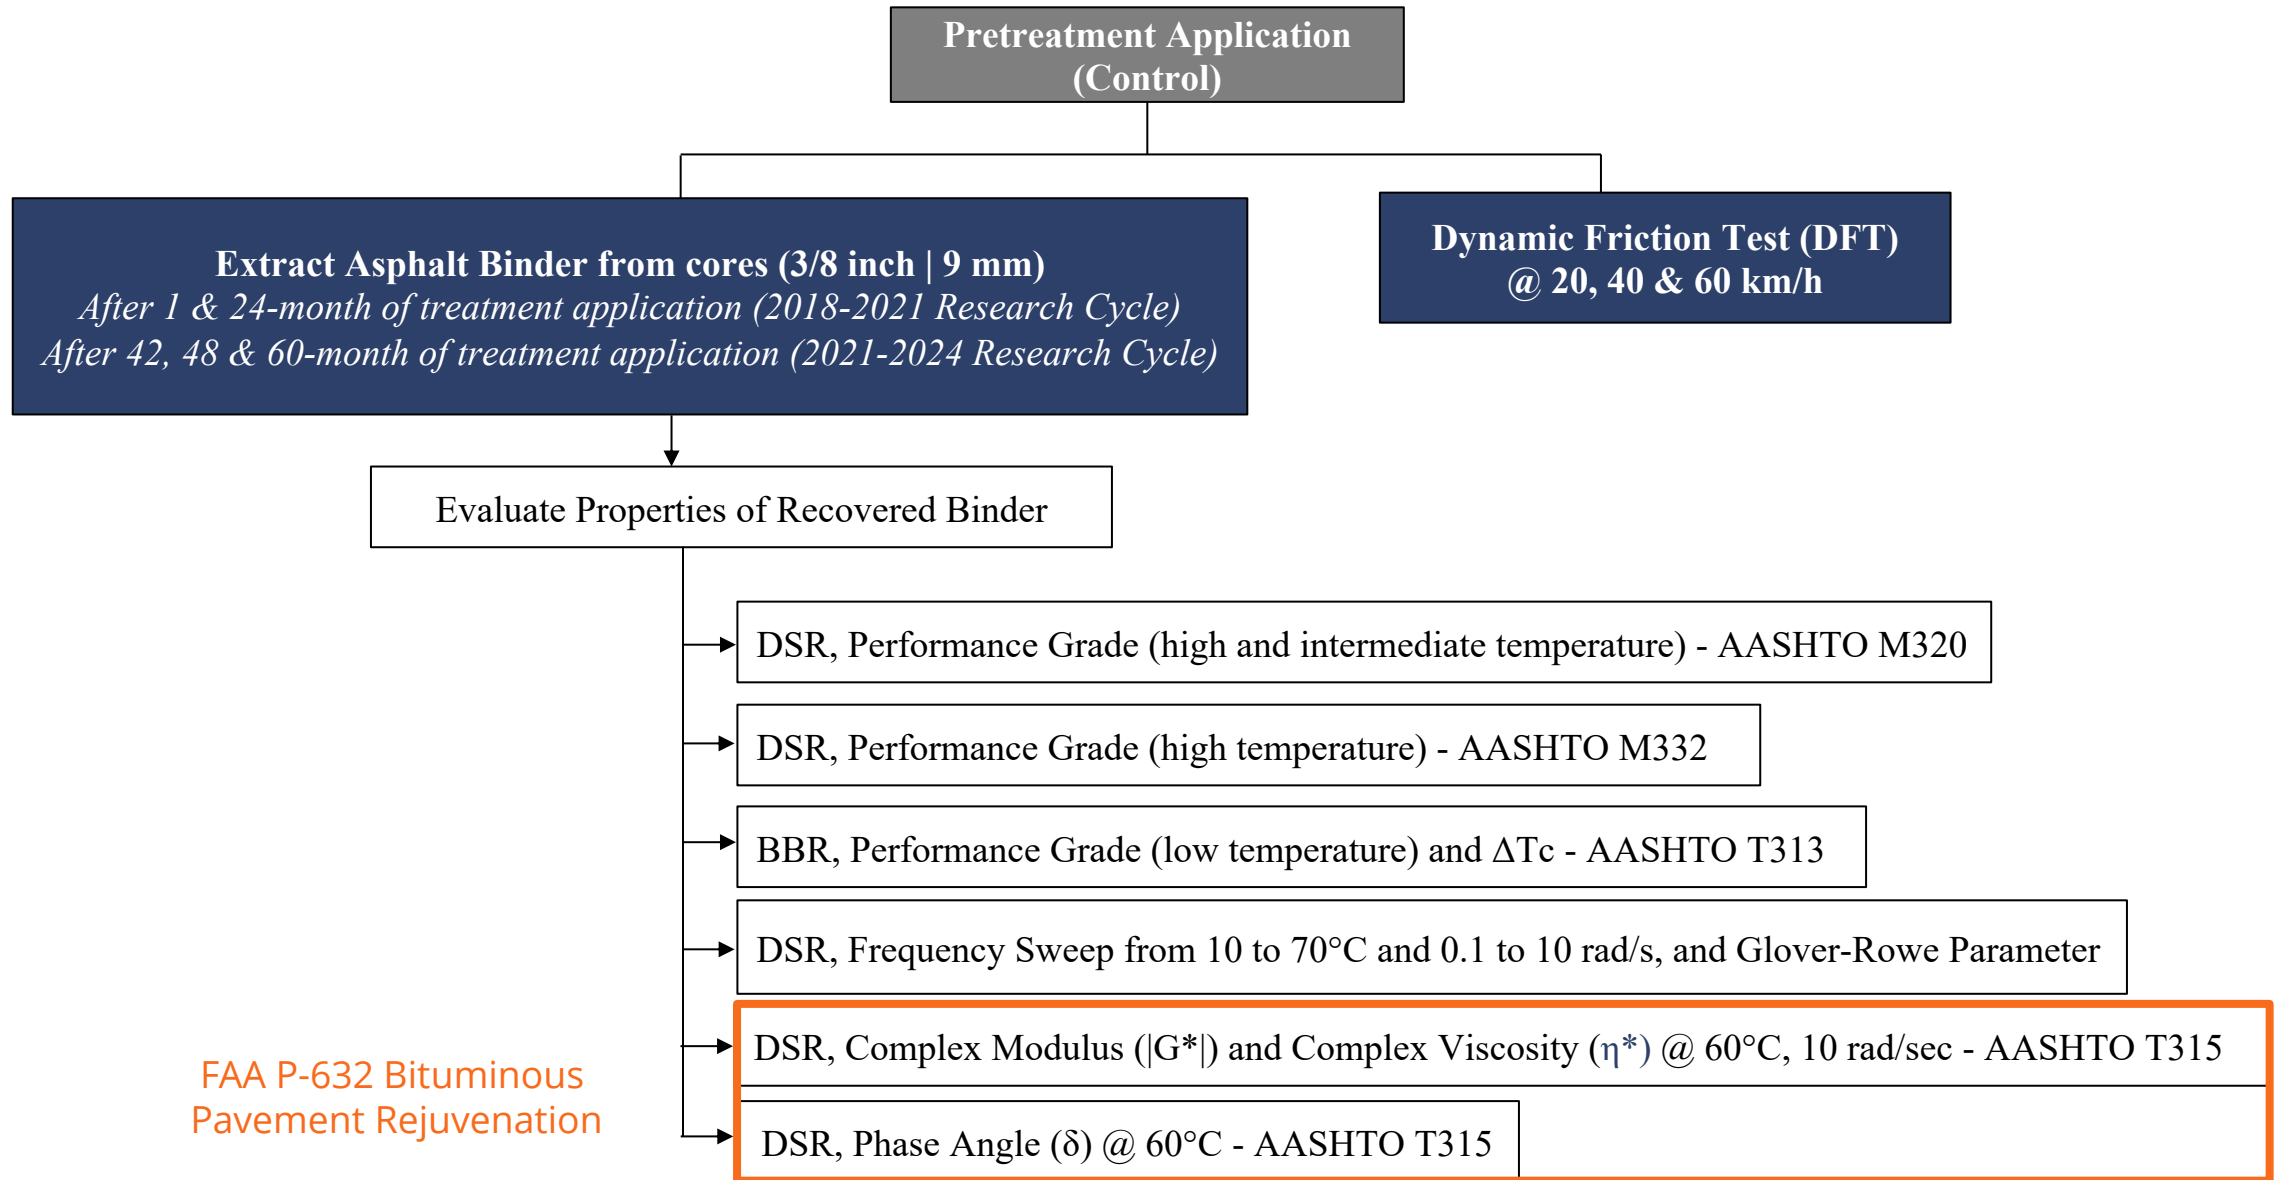 Pretreatment Application
(Control)
Extract Asphalt Binder from cores (3/8 inch | 9 mm)
After 1 & 24-month of treatment application (2018-2021 Research Cycle)
After 42, 48 & 60-month of treatment application (2021-2024 Research Cycle)
Dynamic Friction Test (DFT)
@ 20, 40 & 60 km/h
Evaluate Properties of Recovered Binder
DSR, Performance Grade (high and intermediate temperature) - AASHTO M320
DSR, Performance Grade (high temperature) - AASHTO M332
BBR, Performance Grade (low temperature) and ΔTc - AASHTO T313
DSR, Frequency Sweep from 10 to 70°C and 0.1 to 10 rad/s, and Glover-Rowe Parameter
DSR, Complex Modulus (|G*|) and Complex Viscosity (η*) @ 60°C, 10 rad/sec - AASHTO T315
DSR, Phase Angle (δ) @ 60°C - AASHTO T315
FAA P-632 Bituminous
Pavement Rejuvenation